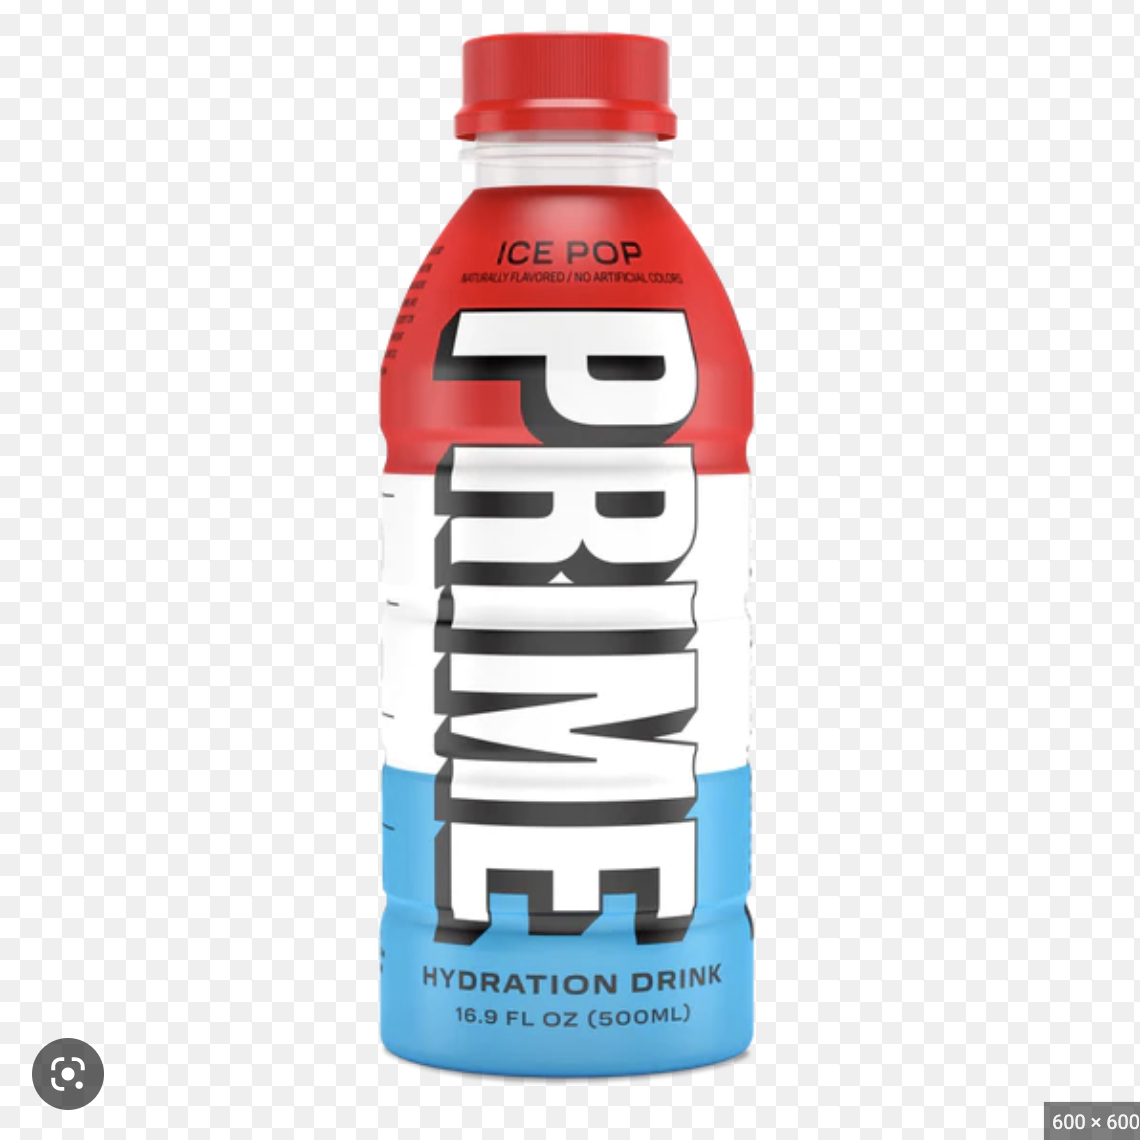 ICE POP
NATURALLY FLAVORED / NO ARTIFICIAL COLORS
PRIME
HYDRATION DRINK
16.9 FL OZ (500ML)
600 × 600